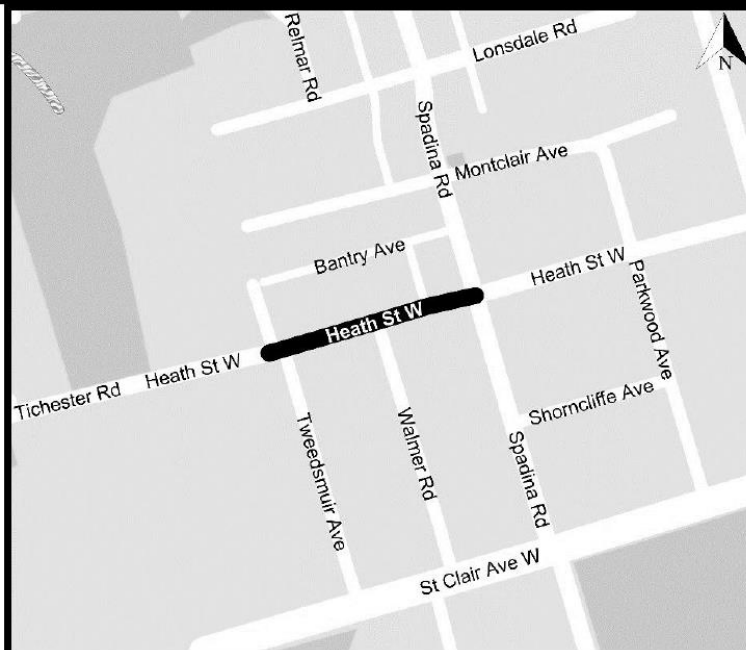 Relmar Rd
Lonsdale Rd
N
Spadina Rd
Montclair Ave
Bantry Ave
Heath St W
Heath St W
Heath St W
Tichester Rd
Parkwood Ave
Shorncliffe Ave
Walmer Rd
Tweedsmuir Ave
Spadina Rd
St Clair Ave W